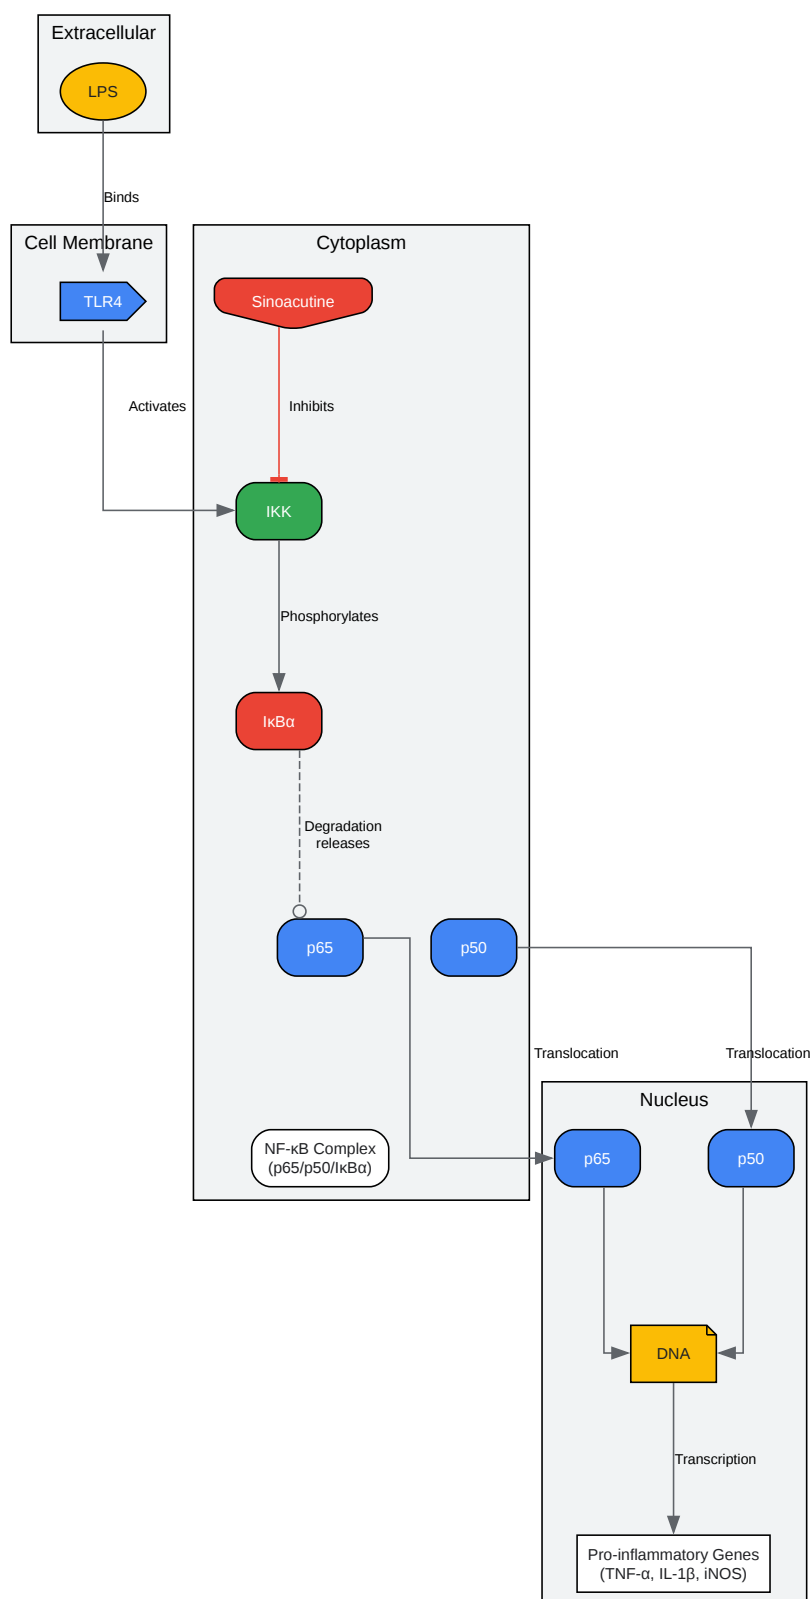 Extracellular
LPS
Binds
Cell Membrane
TLR4
Activates
Cytoplasm
Sinoacutine
Inhibits
IKK
Phosphorylates
IκBα
Degradation
releases
p65
p50
Translocation
Translocation
NF-κB Complex
(p65/p50/IκBα)
Nucleus
p65
p50
DNA
Transcription
Pro-inflammatory Genes
(TNF-α, IL-1β, iNOS)